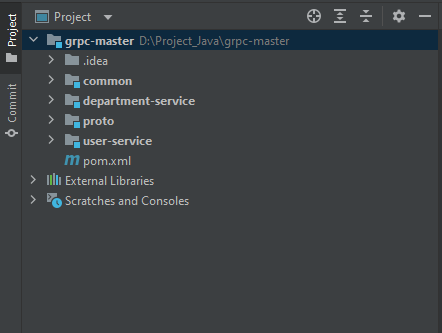 Project
Commit
Project
grpc-master D:\Project_Java\grpc-master
.idea
common
department-service
proto
user-service
pom.xml
External Libraries
Scratches and Consoles